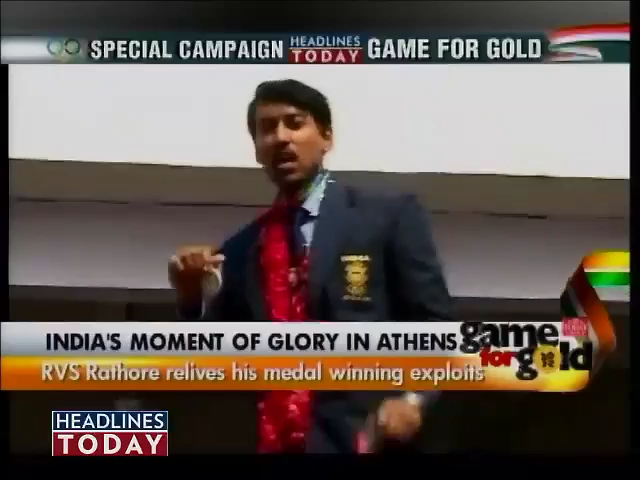 SPECIAL CAMPAIGN HEADLINES TODAY GAME FOR GOLD
INDIA
INDIA'S MOMENT OF GLORY IN ATHENS
RVS Rathore relives his medal winning exploits
game for gold
HEADLINES
TODAY